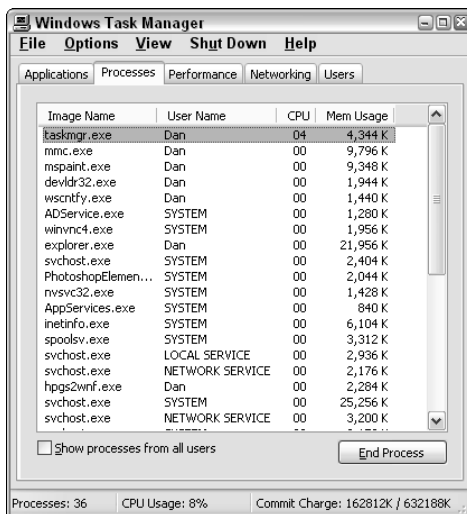 Windows Task Manager
File Options View Shut Down Help
Applications Processes Performance Networking Users
Image Name User Name CPU Mem Usage
taskmgr.exe Dan 04 4,344 K
mmc.exe Dan 00 9,796 K
mspaint.exe Dan 00 9,348 K
devldr32.exe Dan 00 1,944 K
wscntfy.exe Dan 00 1,440 K
ADService.exe SYSTEM 00 1,280 K
winvnc4.exe SYSTEM 00 1,956 K
explorer.exe Dan 00 21,956 K
svchost.exe SYSTEM 00 2,404 K
PhotoshopElemen... SYSTEM 00 2,044 K
nvsvc32.exe SYSTEM 00 1,428 K
AppServices.exe SYSTEM 00 840 K
inetinfo.exe SYSTEM 00 6,104 K
spoolsv.exe SYSTEM 00 3,312 K
svchost.exe LOCAL SERVICE 00 2,936 K
svchost.exe NETWORK SERVICE 00 2,176 K
hpgs2wnf.exe Dan 00 2,284 K
svchost.exe SYSTEM 00 25,256 K
svchost.exe NETWORK SERVICE 00 3,200 K
Show processes from all users
End Process
Processes: 36 CPU Usage: 8% Commit Charge: 162812K / 632188K